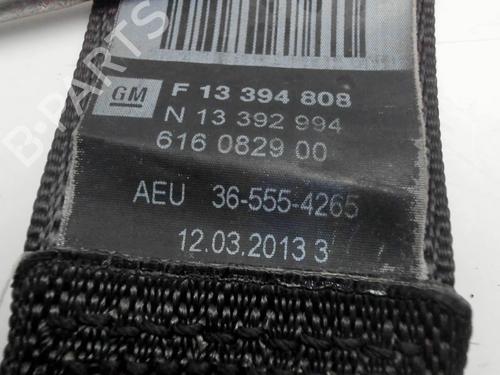 GM F 13 394 808
N 13 392 994
616 0829 00
AEU 36-555-4265
12.03.2013 3
B-PARTS